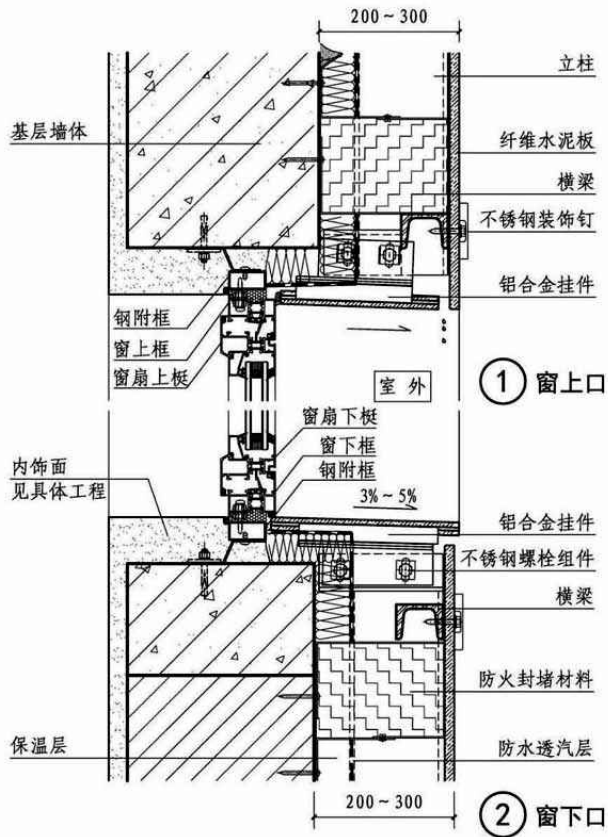 200~300
立柱
基层墙体
纤维水泥板
横梁
不锈钢装饰钉
铝合金挂件
钢附框
窗上框
窗扇上梃
1 窗上口
室外
窗扇下梃
窗下框
钢附框
内饰面
见具体工程
3%~5%
铝合金挂件
不锈钢螺栓组件
横梁
防火封堵材料
保温层
防水透汽层
200~300
2 窗下口